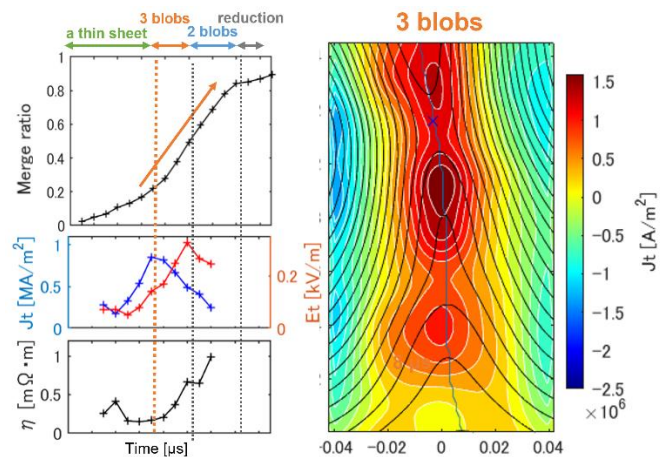 3 blobs
reduction
a thin sheet
2 blobs
Merge ratio
1
0.8
0.6
0.4
0.2
0
Jt [MA/m²]
1
0.5
0
Et [kV/m]
0.2
0
η [mΩ・m]
1
0.5
0
Time [µs]
3 blobs
-0.04
-0.02
0
0.02
0.04
1.5
1
0.5
0
-0.5
-1
-1.5
-2
-2.5
×10⁶
Jt [A/m²]